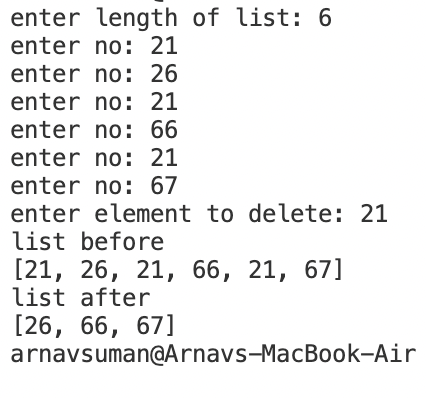 enter length of list: 6
enter no: 21
enter no: 26
enter no: 21
enter no: 66
enter no: 21
enter no: 67
enter element to delete: 21
list before
[21, 26, 21, 66, 21, 67]
list after
[26, 66, 67]
arnavsuman@Arnavs-MacBook-Air